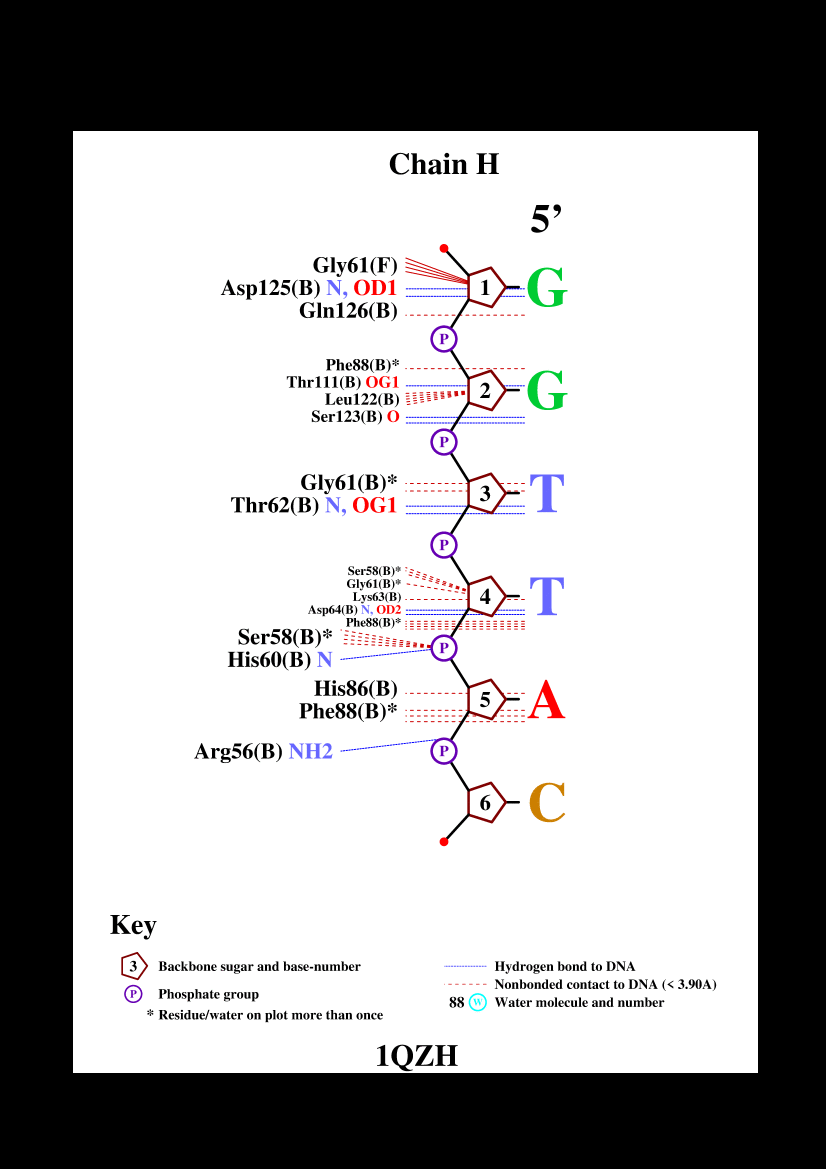 Chain H
5’
Gly61(F)
Asp125(B) N, OD1
1 G
Gln126(B)
P
Phe88(B)*
Thr111(B) OG1
2 G
Leu122(B)
Ser123(B) O
P
Gly61(B)*
3 T
Thr62(B) N, OG1
P
Ser58(B)*
Gly61(B)*
Lys63(B)
4 T
Asp64(B) N, OD2
Phe88(B)*
Ser58(B)*
P
His60(B) N
His86(B)
5 A
Phe88(B)*
Arg56(B) NH2
P
6 C
Key
3 Backbone sugar and base-number
P Phosphate group
* Residue/water on plot more than once
Hydrogen bond to DNA
Nonbonded contact to DNA (< 3.90A)
88 W Water molecule and number
1QZH